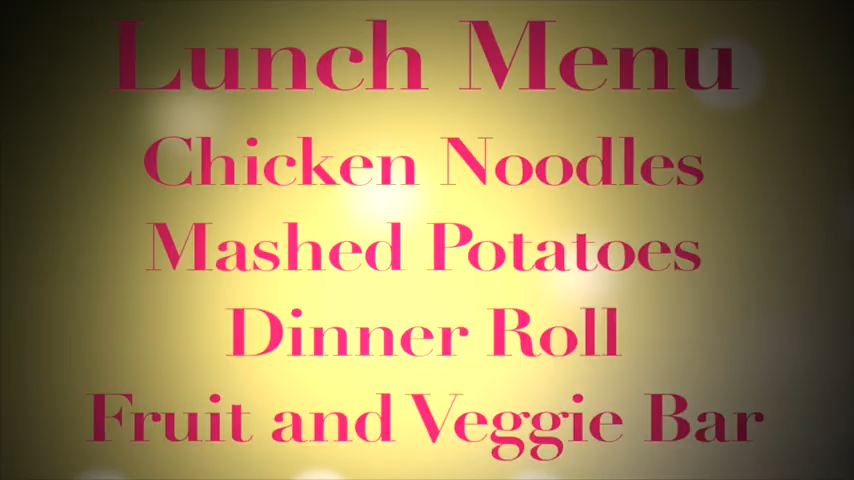 Lunch Menu
Chicken Noodles
Mashed Potatoes
Dinner Roll
Fruit and Veggie Bar